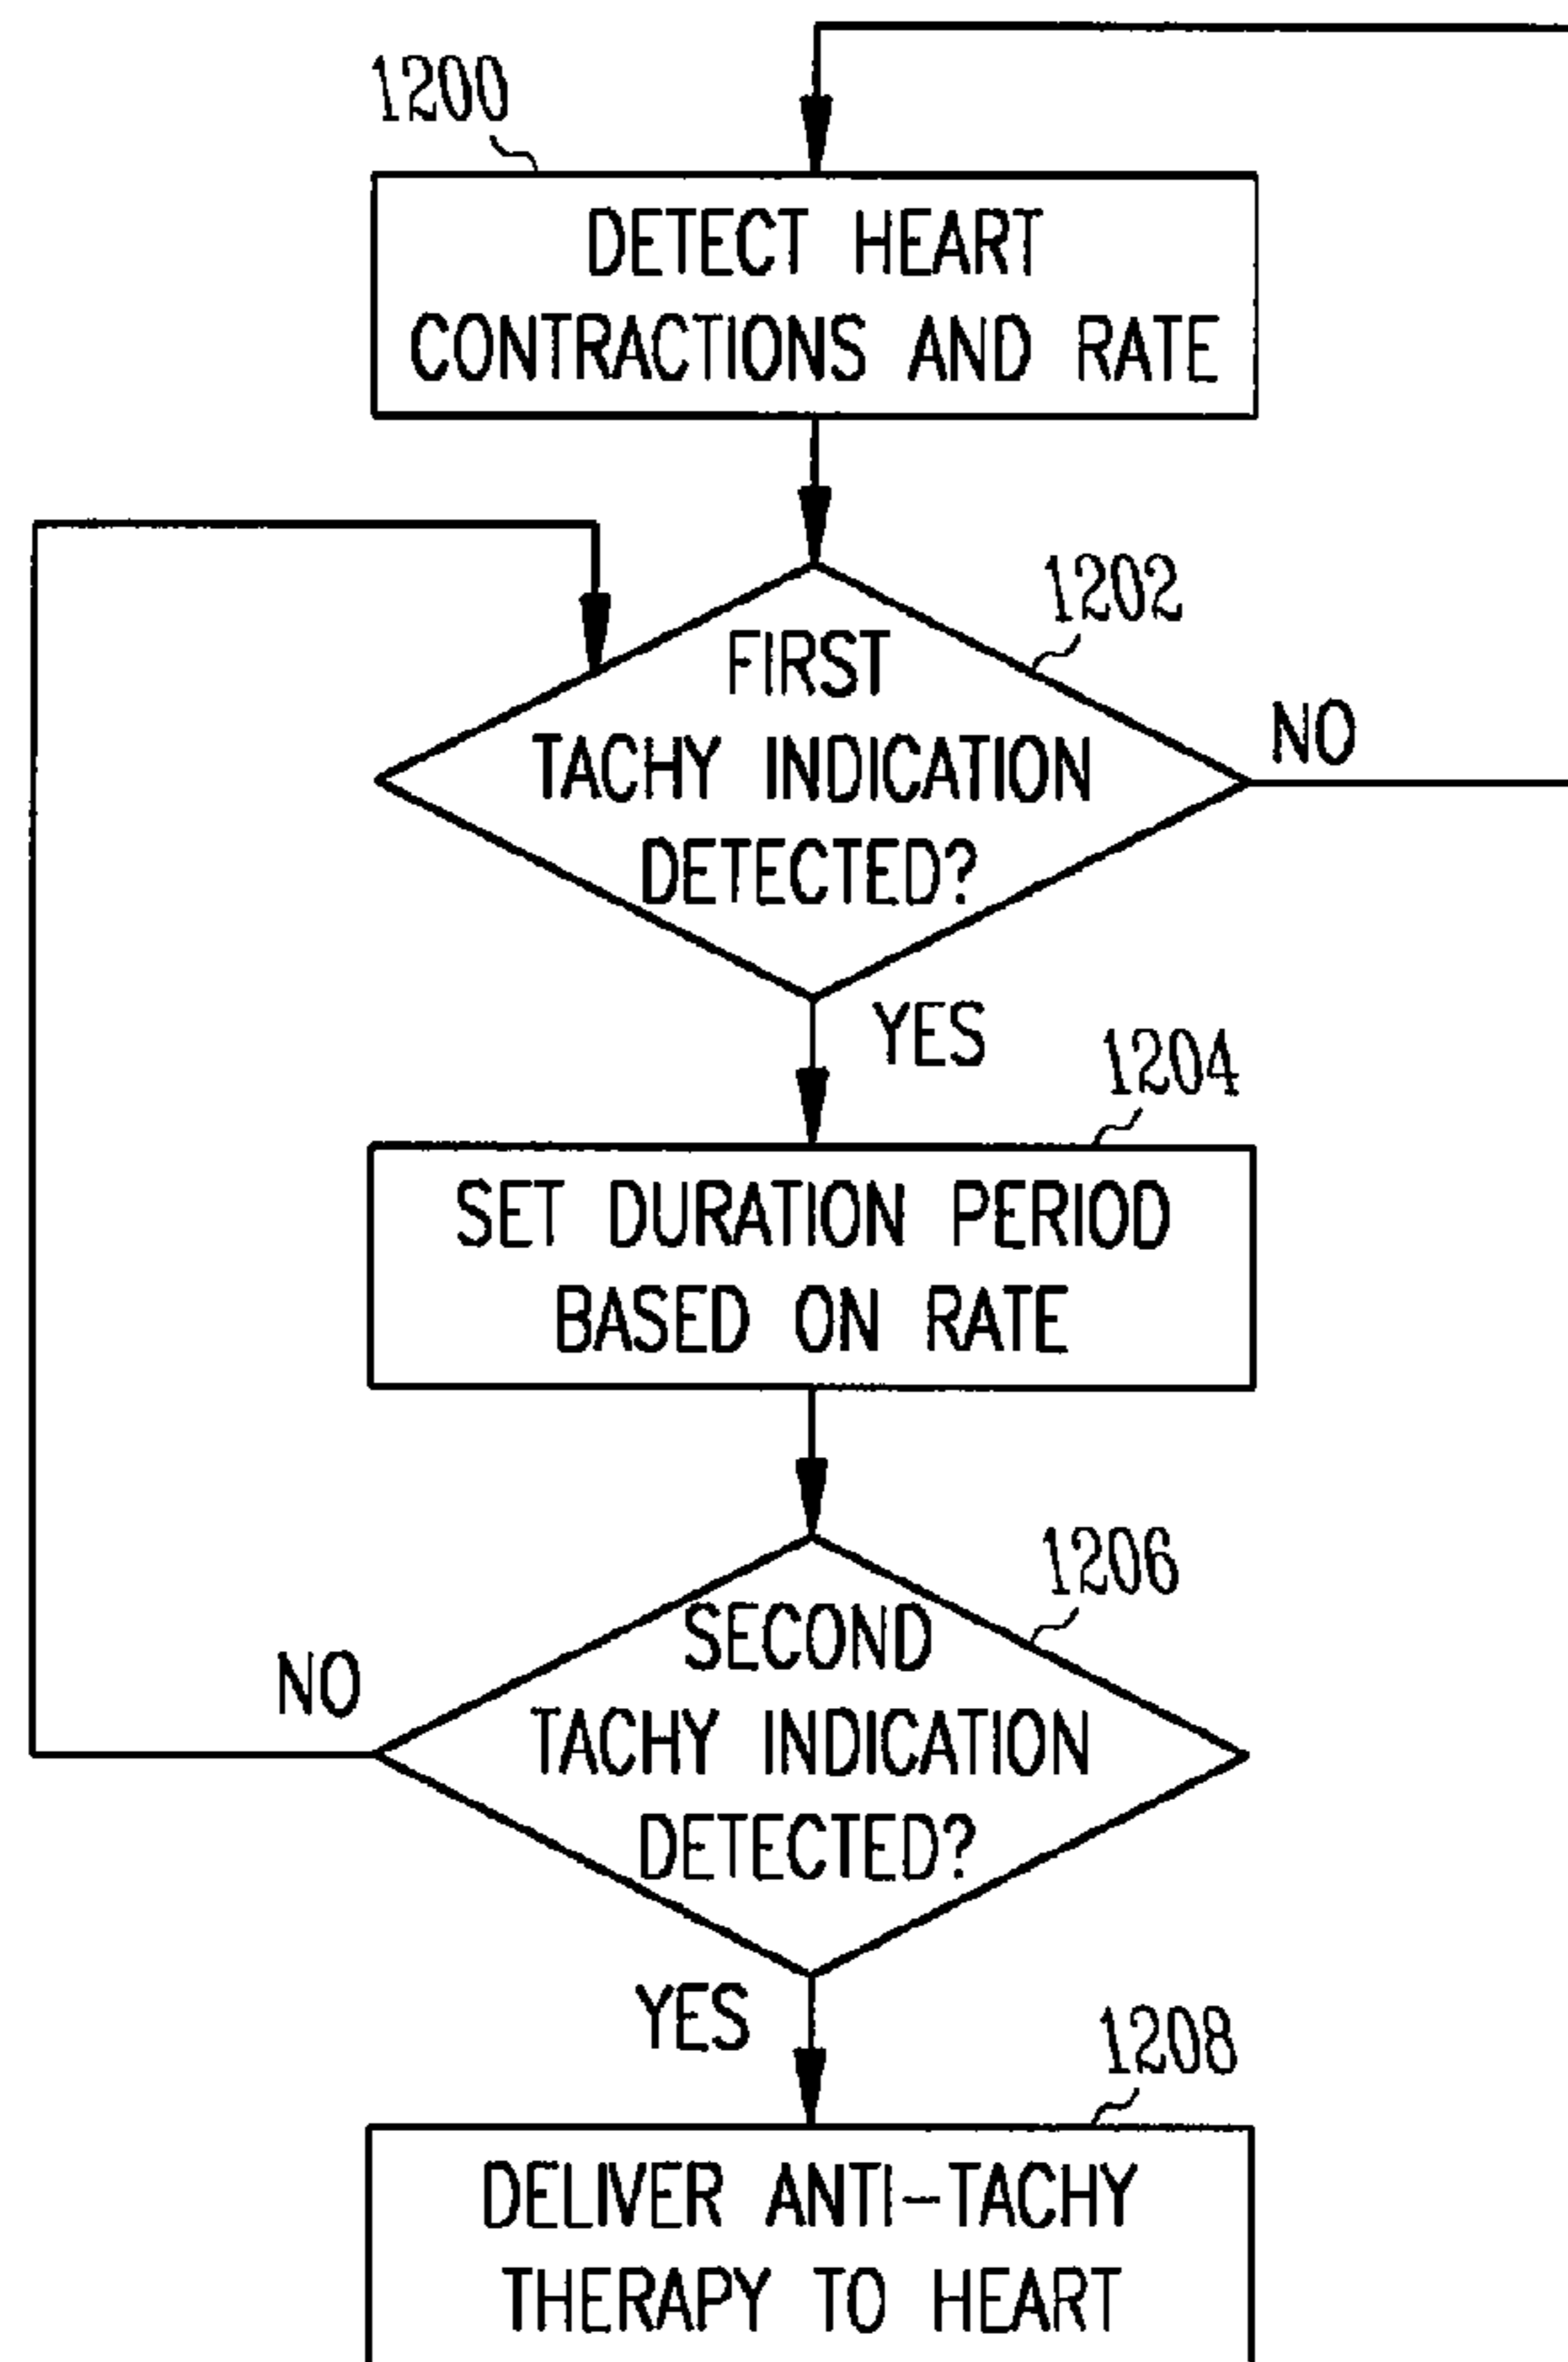 1200
DETECT HEART
CONTRACTIONS AND RATE
1202
FIRST
TACHY INDICATION
DETECTED?
NO
YES
1204
SET DURATION PERIOD
BASED ON RATE
1206
SECOND
TACHY INDICATION
DETECTED?
NO
YES
1208
DELIVER ANTI-TACHY
THERAPY TO HEART